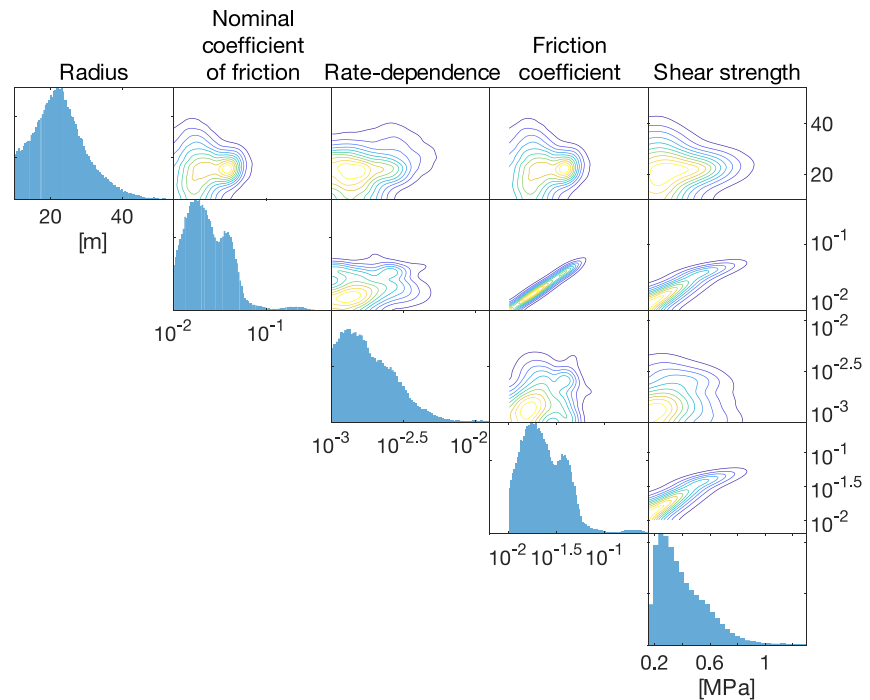 Nominal
coefficient
of friction
Friction
coefficient
Radius
Rate-dependence
Shear strength
40
20
20 40
[m]
10^-1
10^-2
10^-2 10^-1
10^-2
10^-2.5
10^-3
10^-3 10^-2.5 10^-2
10^-1
10^-1.5
10^-2
10^-2 10^-1.5 10^-1
0.2 0.6 1
[MPa]